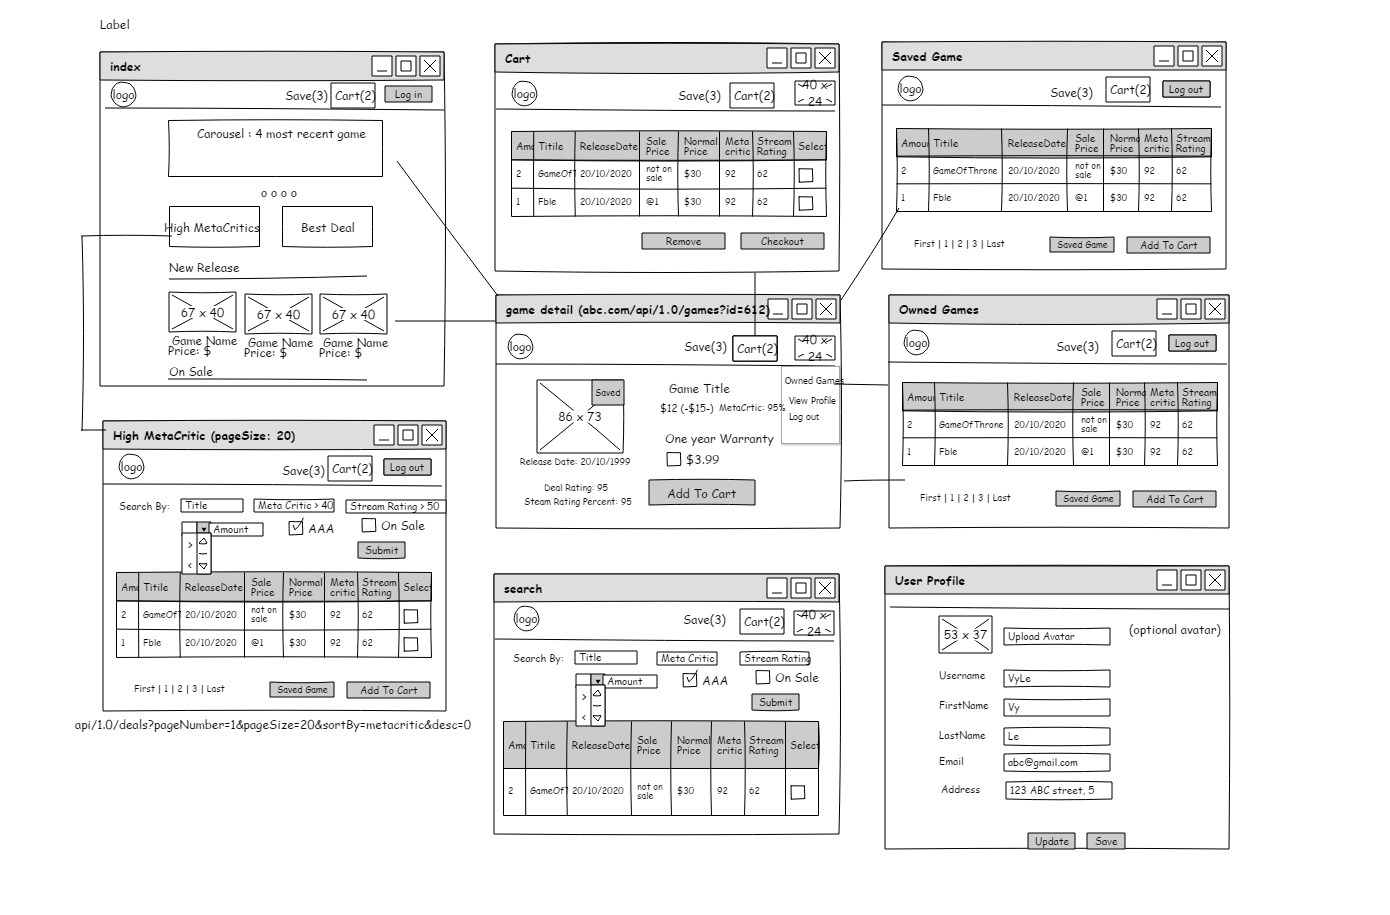 Label
index
logo
Save(3)
Cart(2)
Log in
Carousel : 4 most recent game
High MetaCritics
Best Deal
New Release
67 x 40
67 x 40
67 x 40
Game Name
Price: $
Game Name
Price: $
Game Name
Price: $
On Sale
Cart
logo
Save(3)
Cart(2)
40 x
24
Am Titile ReleaseDate Sale Price Normal Price Meta critic Stream Rating Select
2 GameOfT 20/10/2020 not on sale $30 92 62
1 Fble 20/10/2020 @1 $30 92 62
Remove
Checkout
Saved Game
logo
Save(3)
Cart(2)
Log out
Amou Titile ReleaseDate Sale Price Norma Price Meta critic Stream Rating
2 GameOfThrone 20/10/2020 not on sale $30 92 62
1 Fble 20/10/2020 @1 $30 92 62
First | 1 | 2 | 3 | Last
Saved Game
Add To Cart
game detail (abc.com/api/1.0/games?id=612)
logo
Save(3)
Cart(2)
40 x
24
Owned Games
View Profile
Log out
Saved
86 x 73
Game Title
$12 (-$15-) MetaCrtic: 95%
One year Warranty
$3.99
Release Date: 20/10/1999
Deal Rating: 95
Steam Rating Percent: 95
Add To Cart
Owned Games
logo
Save(3)
Cart(2)
Log out
Amou Titile ReleaseDate Sale Price Norma Price Meta critic Stream Rating
2 GameOfThrone 20/10/2020 not on sale $30 92 62
1 Fble 20/10/2020 @1 $30 92 62
First | 1 | 2 | 3 | Last
Saved Game
Add To Cart
High MetaCritic (pageSize: 20)
logo
Save(3)
Cart(2)
Log out
Search By:
Title
Meta Critic > 40
Stream Rating > 50
Amount
>
<
AAA
On Sale
Submit
Am Titile ReleaseDate Sale Price Normal Price Meta critic Stream Rating Select
2 GameOfT 20/10/2020 not on sale $30 92 62
1 Fble 20/10/2020 @1 $30 92 62
First | 1 | 2 | 3 | Last
Saved Game
Add To Cart
api/1.0/deals?pageNumber=1&pageSize=20&sortBy=metacritic&desc=0
search
logo
Save(3)
Cart(2)
40 x
24
Search By:
Title
Meta Critic
Stream Rating
Amount
>
<
AAA
On Sale
Submit
Am Titile ReleaseDate Sale Price Normal Price Meta critic Stream Rating Select
2 GameOfT 20/10/2020 not on sale $30 92 62
User Profile
53 x 37
Upload Avatar
(optional avatar)
Username
VyLe
FirstName
Vy
LastName
Le
Email
abc@gmail.com
Address
123 ABC street, 5
Update
Save